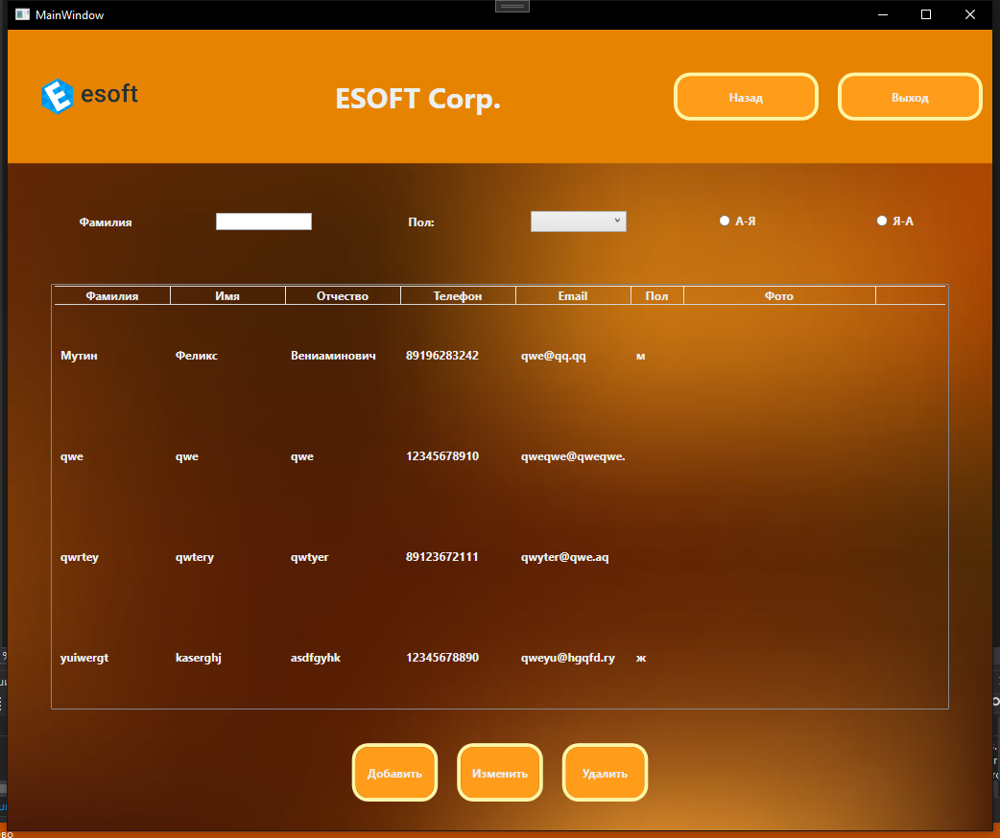 MainWindow
esoft
ESOFT Corp.
Назад
Выход
Фамилия
Пол:
А-Я
Я-А
Фамилия Имя Отчество Телефон Email Пол Фото
Мутин Феликс Вениаминович 89196283242 qwe@qq.qq м
qwe qwe qwe 12345678910 qweqwe@qweqwe.
qwrtey qwtery qwtyer 89123672111 qwyter@qwe.aq
yuiwergt kaserghj asdfgyhk 12345678890 qweyu@hgqfd.ry ж
Добавить
Изменить
Удалить